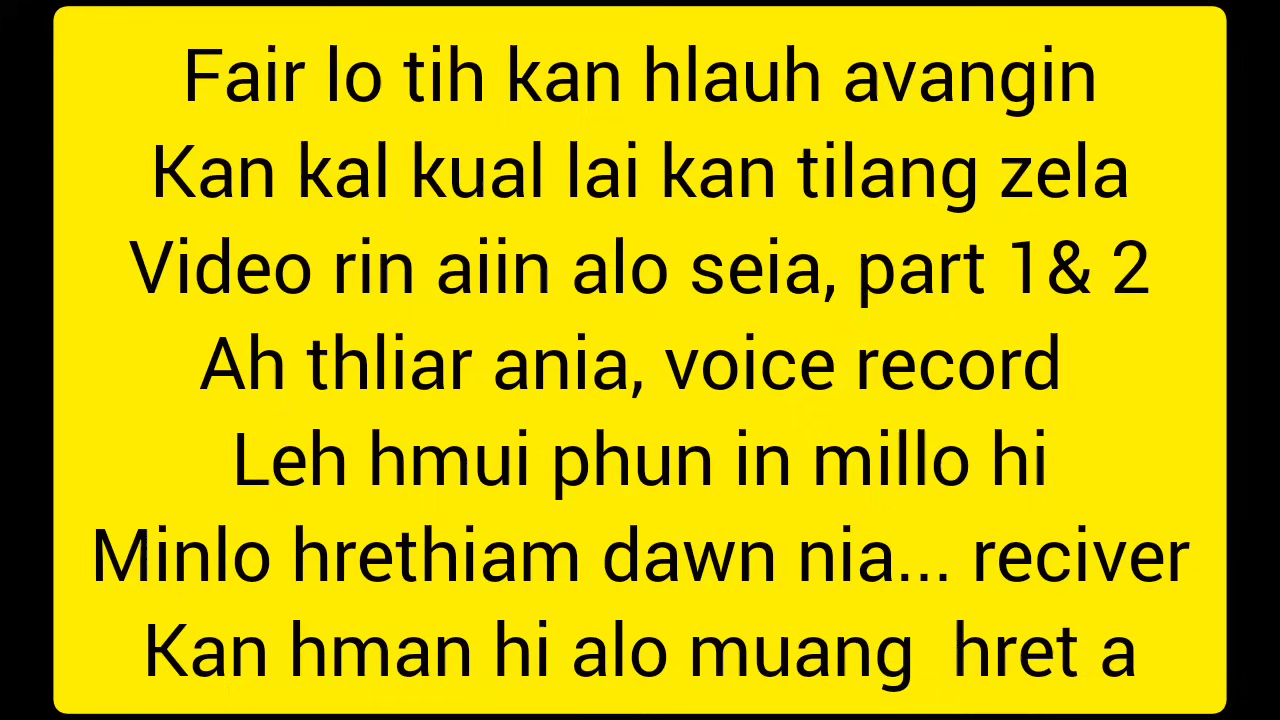 Fair lo tih kan hlauh avangin
Kan kal kual lai kan tilang zela
Video rin aiin alo seia, part 1& 2
Ah thliar ania, voice record
Leh hmui phun in millo hi
Minlo hrethiam dawn nia... reciver
Kan hman hi alo muang  hret a